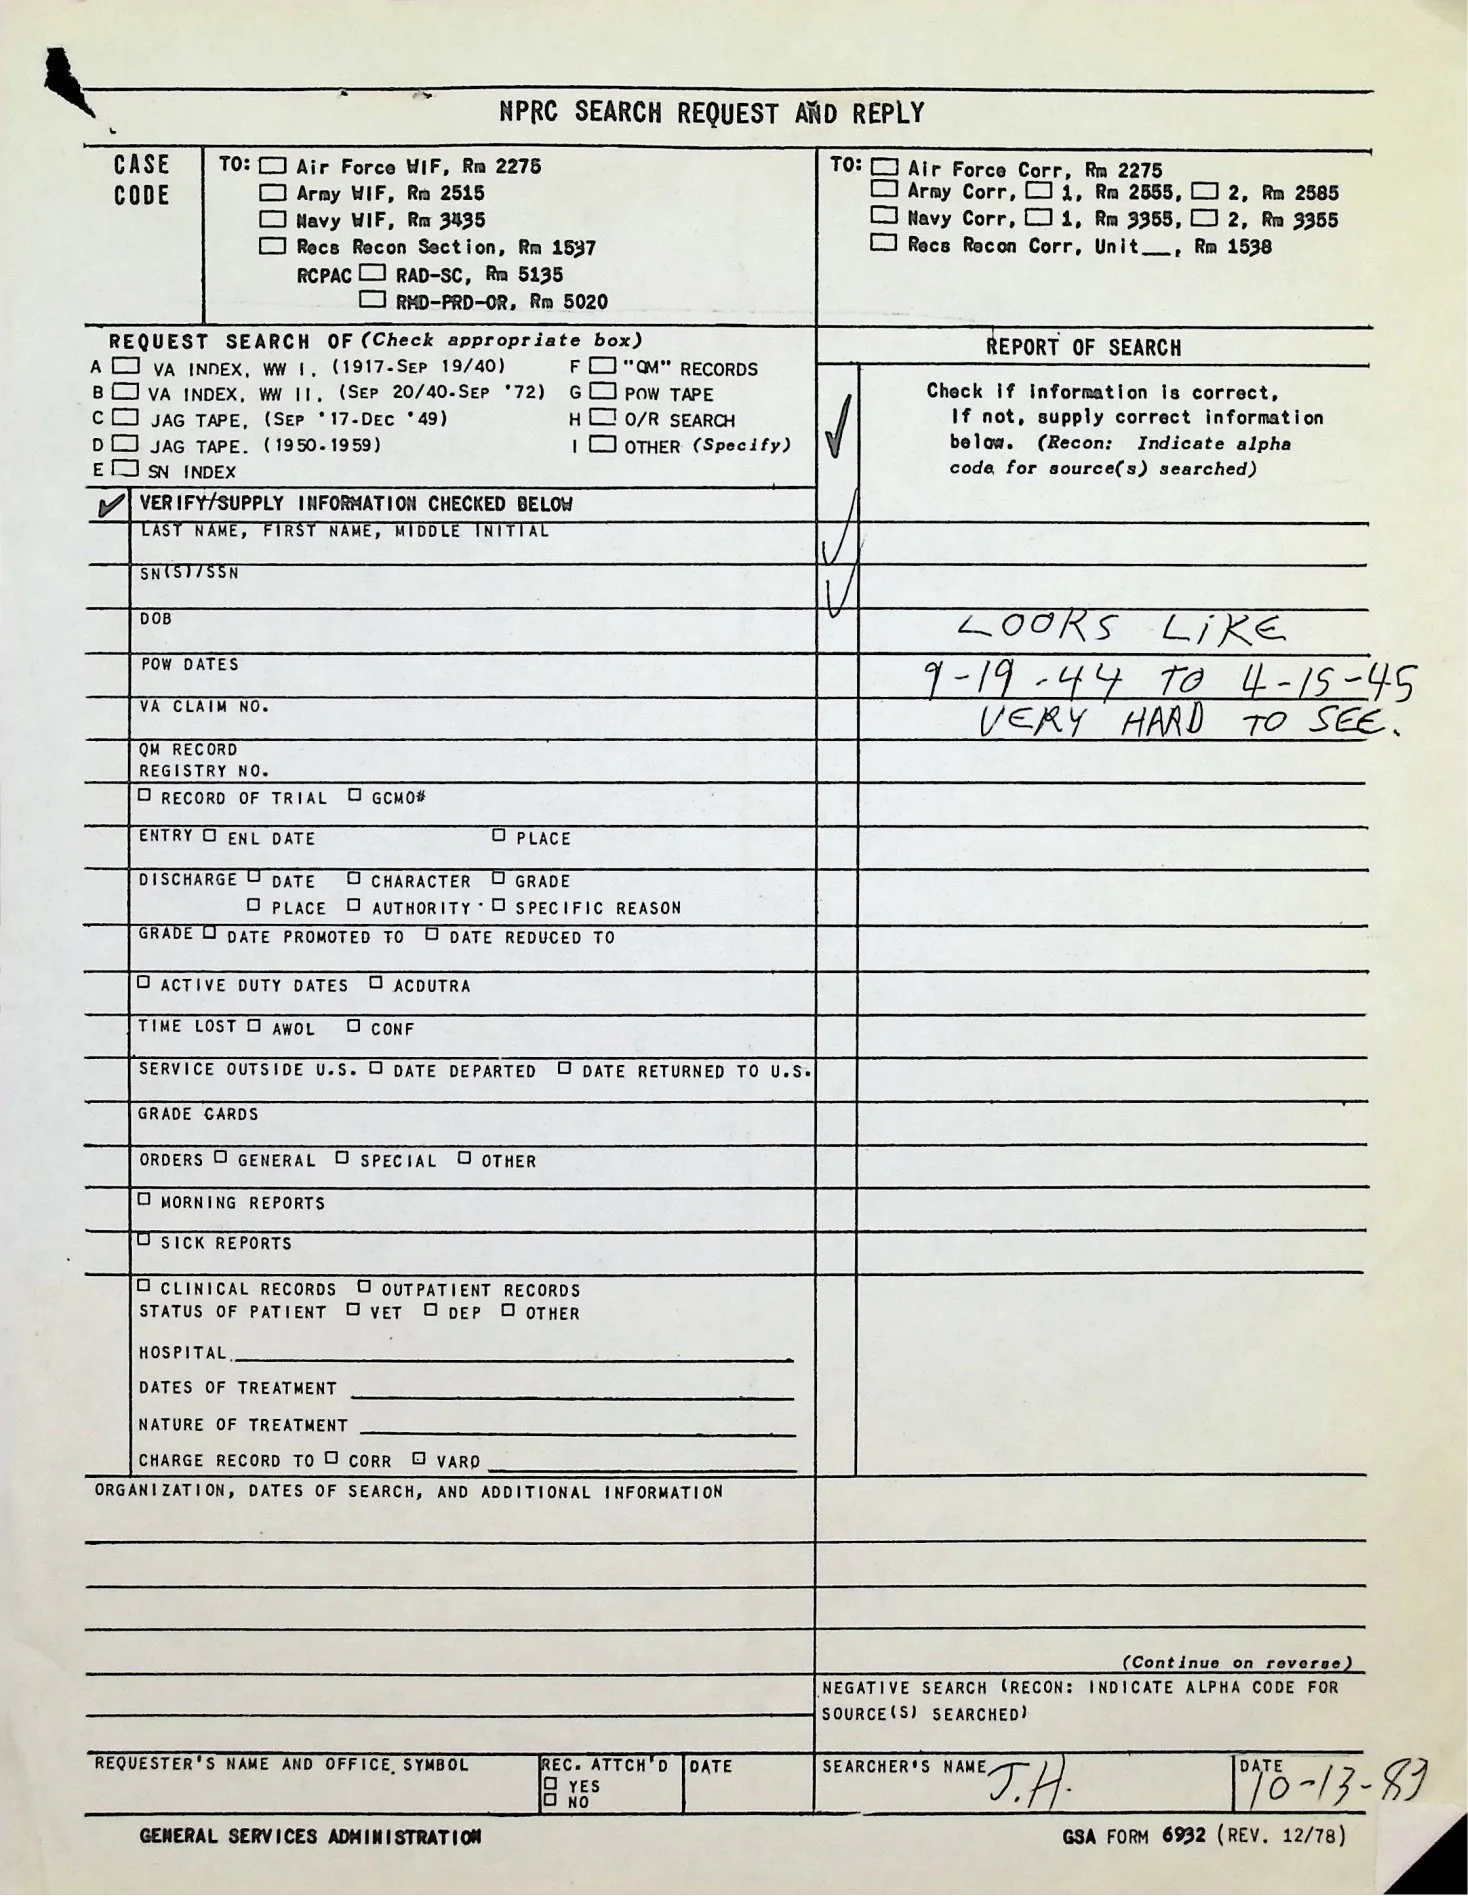 NPRC SEARCH REQUEST AND REPLY
CASE CODE
TO: Air Force WIF, Rm 2275
Army WIF, Rm 2515
Navy WIF, Rm 3435
Recs Recon Section, Rm 1537
RCPAC RAD-SC, Rm 5135
RMD-PRD-OR, Rm 5020
TO: Air Force Corr, Rm 2275
Army Corr, 1, Rm 2555, 2, Rm 2585
Navy Corr, 1, Rm 3355, 2, Rm 3355
Recs Recon Corr, Unit__, Rm 1538
REQUEST SEARCH OF (Check appropriate box)
A VA INDEX, WW I. (1917-SEP 19/40)
B VA INDEX, WW II. (SEP 20/40-SEP '72)
C JAG TAPE, (SEP '17-DEC '49)
D JAG TAPE. (1950-1959)
E SN INDEX
F "QM" RECORDS
G POW TAPE
H O/R SEARCH
I OTHER (Specify)
REPORT OF SEARCH
Check if information is correct,
If not, supply correct information
below. (Recon: Indicate alpha
code for source(s) searched)
VERIFY/SUPPLY INFORMATION CHECKED BELOW
LAST NAME, FIRST NAME, MIDDLE INITIAL
SN(S)/SSN
DOB
LOOKS LIKE
POW DATES
9-19-44 TO 4-15-45
VA CLAIM NO.
VERY HARD TO SEE.
QM RECORD
REGISTRY NO.
RECORD OF TRIAL GCMO#
ENTRY ENL DATE PLACE
DISCHARGE DATE CHARACTER GRADE
PLACE AUTHORITY SPECIFIC REASON
GRADE DATE PROMOTED TO DATE REDUCED TO
ACTIVE DUTY DATES ACDUTRA
TIME LOST AWOL CONF
SERVICE OUTSIDE U.S. DATE DEPARTED DATE RETURNED TO U.S.
GRADE CARDS
ORDERS GENERAL SPECIAL OTHER
MORNING REPORTS
SICK REPORTS
CLINICAL RECORDS OUTPATIENT RECORDS
STATUS OF PATIENT VET DEP OTHER
HOSPITAL
DATES OF TREATMENT
NATURE OF TREATMENT
CHARGE RECORD TO CORR VARO
ORGANIZATION, DATES OF SEARCH, AND ADDITIONAL INFORMATION
(Continue on reverse)
NEGATIVE SEARCH (RECON: INDICATE ALPHA CODE FOR
SOURCE(S) SEARCHED)
REQUESTER'S NAME AND OFFICE SYMBOL
REC. ATTCH'D
YES
NO
DATE
SEARCHER'S NAME J.H.
DATE 10-13-83
GENERAL SERVICES ADMINISTRATION
GSA FORM 6932 (REV. 12/78)